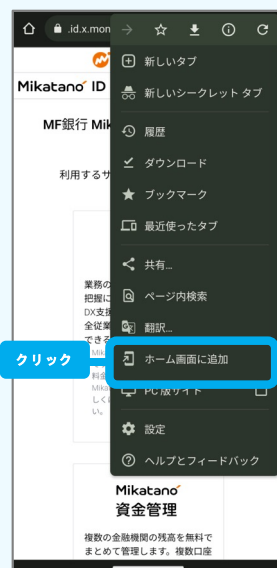 .id.x.mon
新しいタブ
Mikatano ID
新しいシークレット タブ
MF銀行 Mik
履歴
ダウンロード
利用するサ
ブックマーク
最近使ったタブ
共有...
業務の
把握に
ページ内検索
DX支援
全従業
翻訳...
できる
クリック
ホーム画面に追加
PC 版サイト
設定
ヘルプとフィードバック
Mikatano
資金管理
複数の金融機関の残高を無料で
まとめて管理します。複数口座